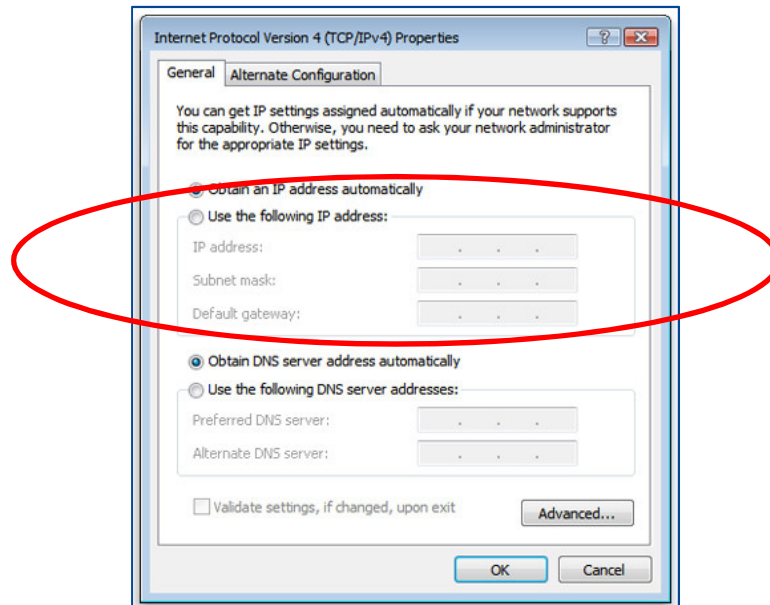 Internet Protocol Version 4 (TCP/IPv4) Properties
General
Alternate Configuration
You can get IP settings assigned automatically if your network supports
this capability. Otherwise, you need to ask your network administrator
for the appropriate IP settings.
Obtain an IP address automatically
Use the following IP address:
IP address:
Subnet mask:
Default gateway:
Obtain DNS server address automatically
Use the following DNS server addresses:
Preferred DNS server:
Alternate DNS server:
Validate settings, if changed, upon exit
Advanced...
OK
Cancel